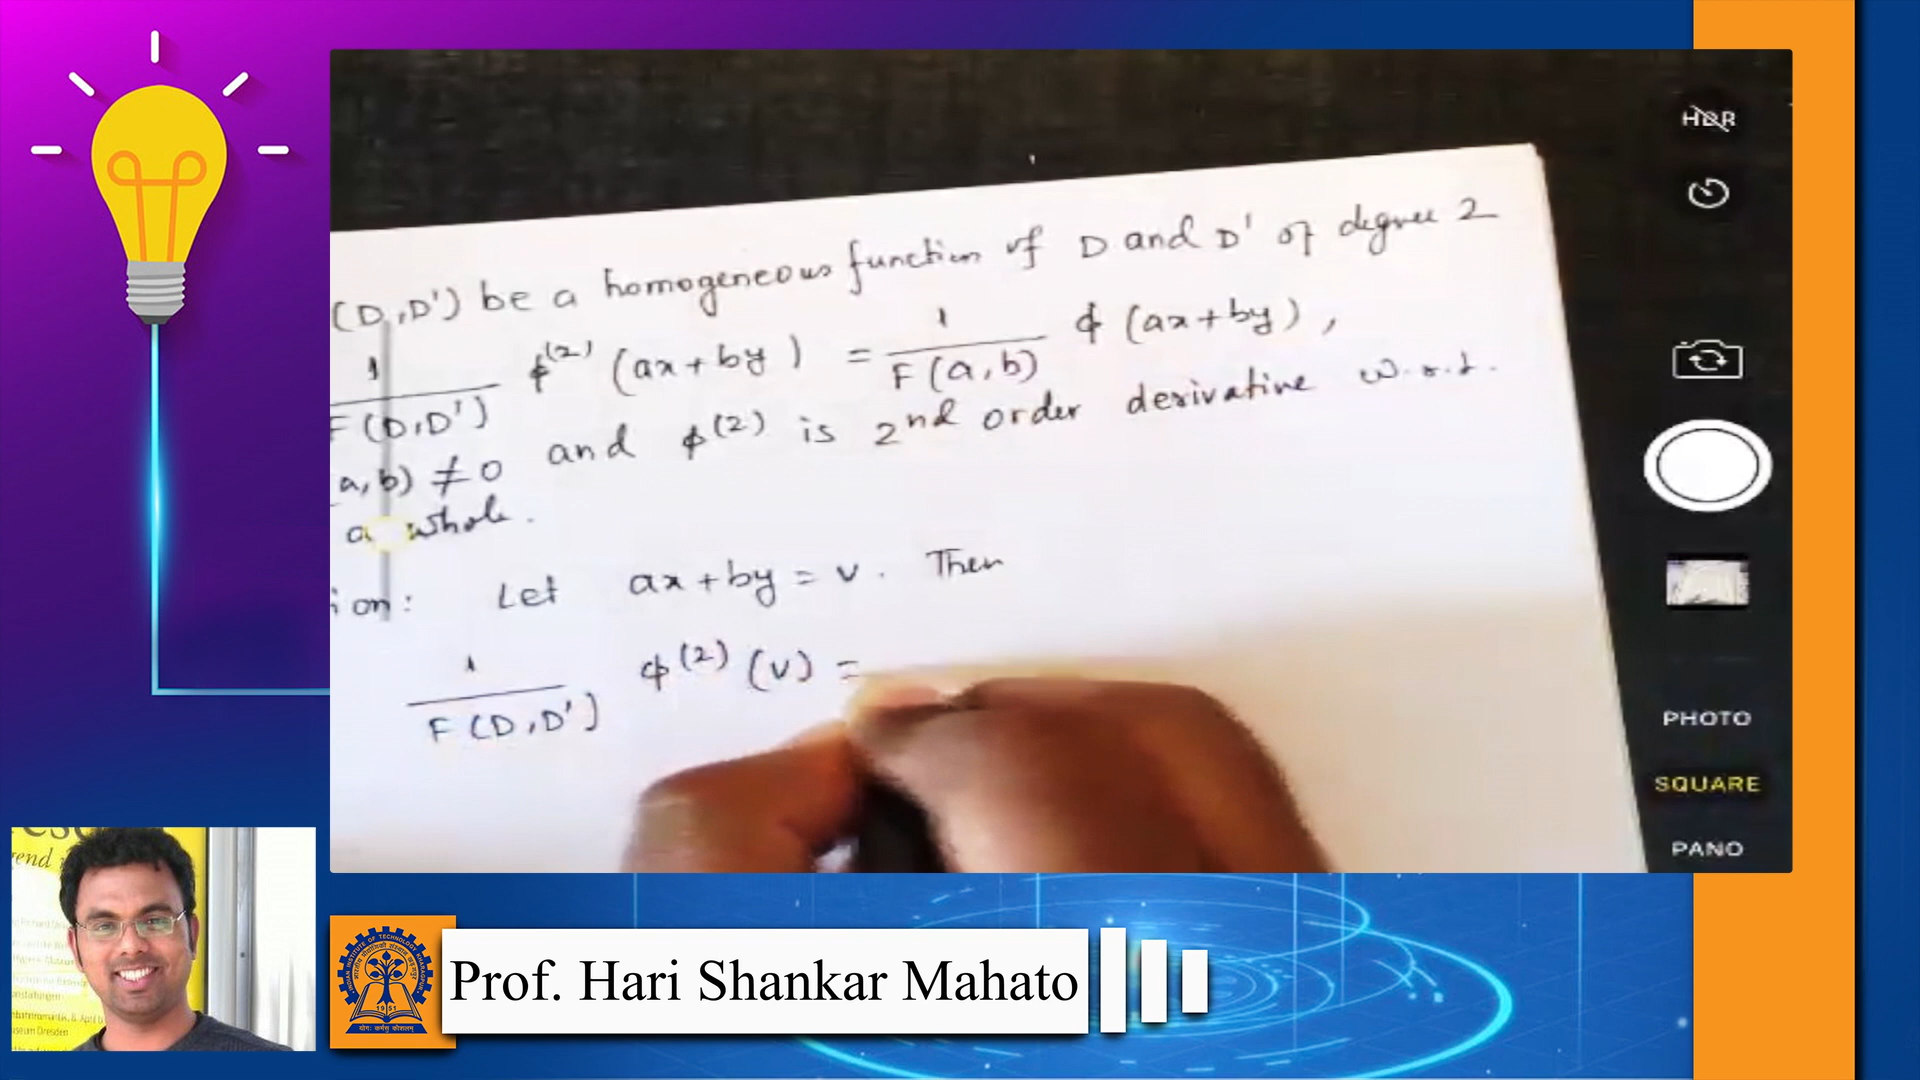 HDR
(D,D') be a homogeneous function of D and D' of degree 2
1/F(D,D') ϕ⁽²⁾(ax+by) = 1/F(a,b) ϕ(ax+by),
a,b) ≠ 0 and ϕ⁽²⁾ is 2nd order derivative w.r.t.
a whole.
ion: Let ax+by = v. Then
1/F(D,D') ϕ⁽²⁾(v) =
PHOTO
SQUARE
PANO
Prof. Hari Shankar Mahato